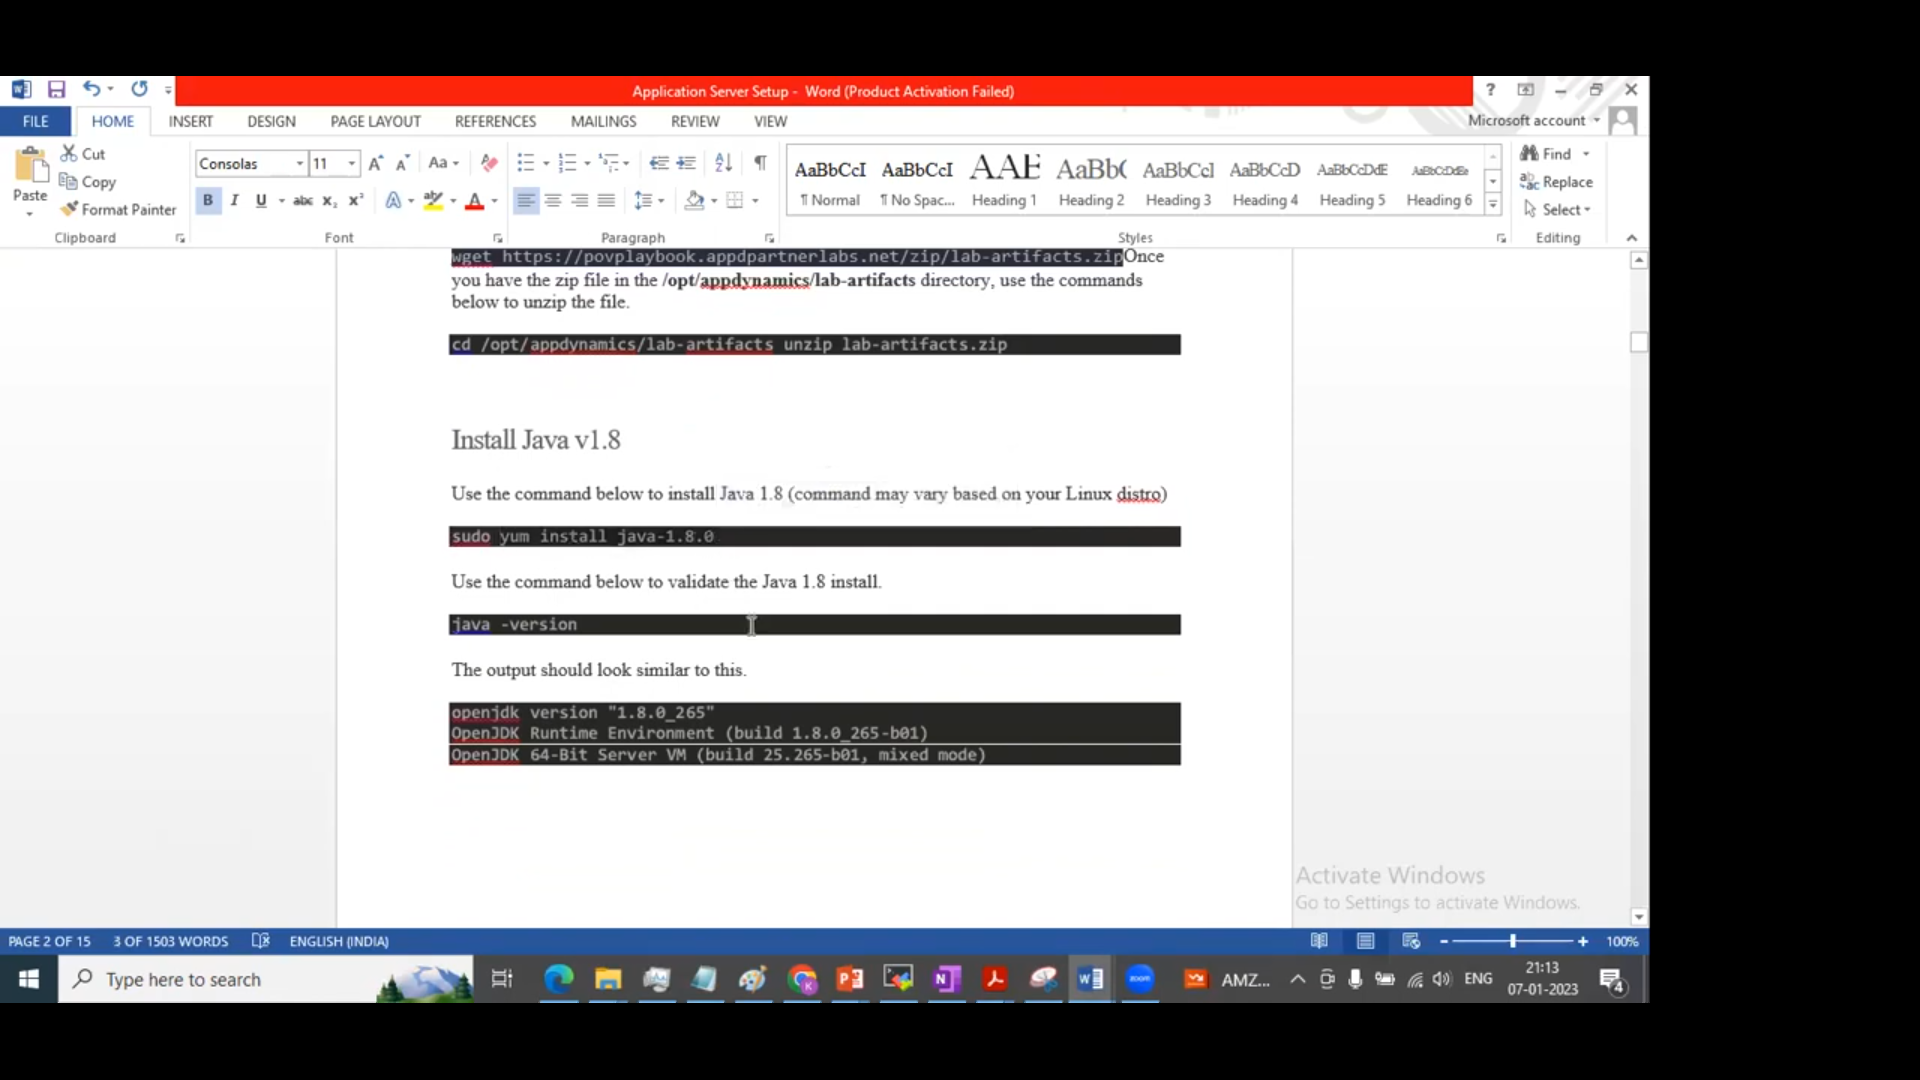 Application Server Setup - Word (Product Activation Failed)
?
FILE HOME INSERT DESIGN PAGE LAYOUT REFERENCES MAILINGS REVIEW VIEW
Microsoft account
Paste
Cut
Copy
Format Painter
Clipboard
Consolas 11
Aa
B I U abc x₂ x² A ab A
Font
Paragraph
AaBbCcI AaBbCcI AAE AaBb( AaBbCcI AaBbCcD AaBbCcDdE AaBbCcDdEe
¶ Normal ¶ No Spac... Heading 1 Heading 2 Heading 3 Heading 4 Heading 5 Heading 6
Styles
Find
Replace
Select
Editing
wget https://povplaybook.appdpartnerlabs.net/zip/lab-artifacts.zipOnce
you have the zip file in the /opt/appdynamics/lab-artifacts directory, use the commands
below to unzip the file.
cd /opt/appdynamics/lab-artifacts unzip lab-artifacts.zip
Install Java v1.8
Use the command below to install Java 1.8 (command may vary based on your Linux distro)
sudo yum install java-1.8.0
Use the command below to validate the Java 1.8 install.
java -version
The output should look similar to this.
openjdk version "1.8.0_265"
OpenJDK Runtime Environment (build 1.8.0_265-b01)
OpenJDK 64-Bit Server VM (build 25.265-b01, mixed mode)
Activate Windows
Go to Settings to activate Windows.
PAGE 2 OF 15 3 OF 1503 WORDS ENGLISH (INDIA)
100%
Type here to search
zoom
AMZ...
ENG
21:13
07-01-2023
4